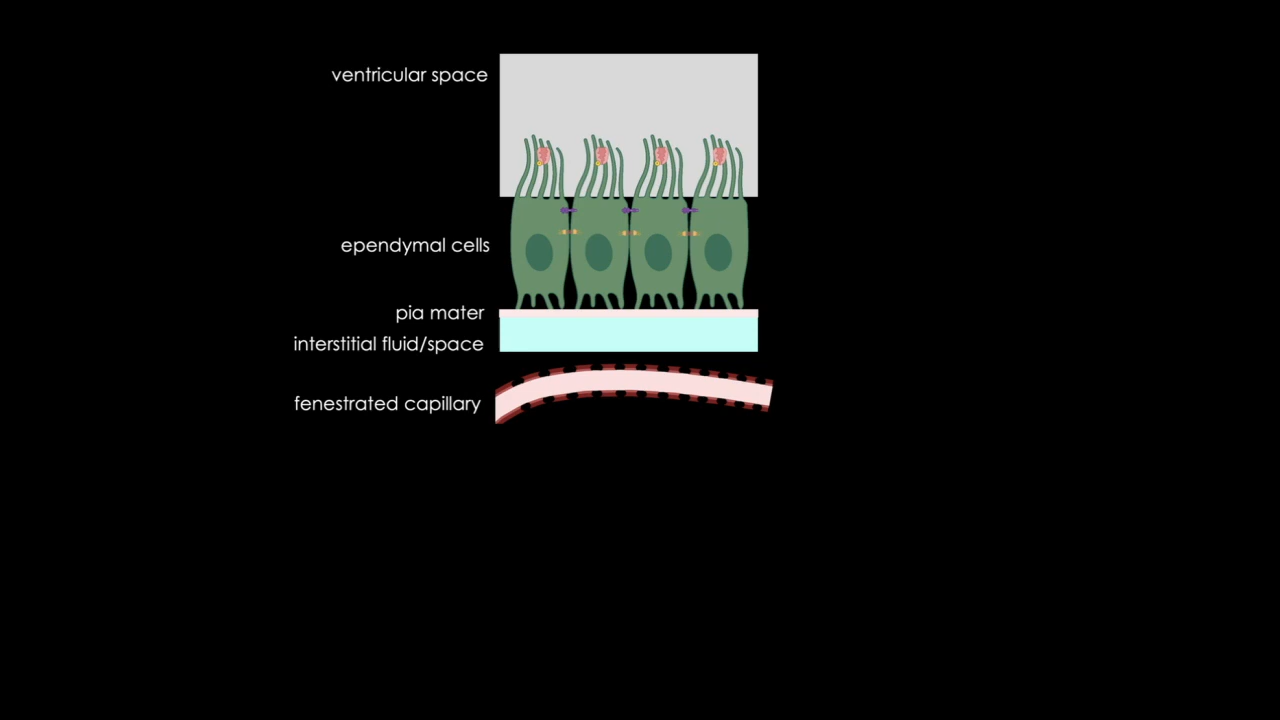 ventricular space
ependymal cells
pia mater
interstitial fluid/space
fenestrated capillary